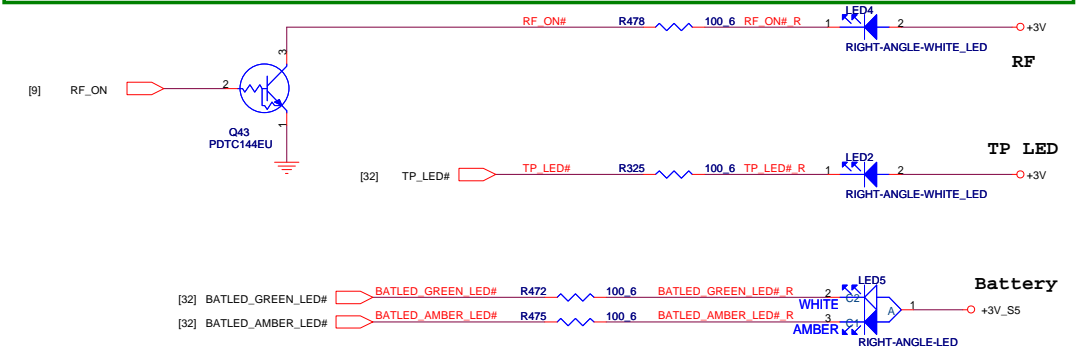 LED4
RF_ON# R478 100_6 RF_ON#_R 1 2 +3V
RIGHT-ANGLE-WHITE_LED
RF
3
[9] RF_ON 2
1
Q43
PDTC144EU
TP LED
LED2
[32] TP_LED# TP_LED# R325 100_6 TP_LED#_R 1 2 +3V
RIGHT-ANGLE-WHITE_LED
Battery
LED5
[32] BATLED_GREEN_LED# BATLED_GREEN_LED# R472 100_6 BATLED_GREEN_LED#_R 2 C2
WHITE
A 1 +3V_S5
[32] BATLED_AMBER_LED# BATLED_AMBER_LED# R475 100_6 BATLED_AMBER_LED#_R 3 C1
AMBER
RIGHT-ANGLE-LED